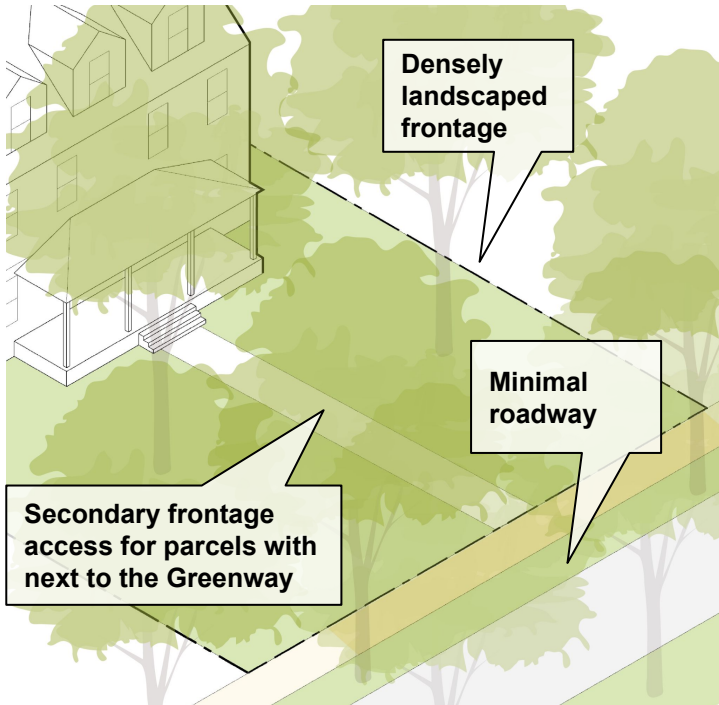 Densely
landscaped
frontage
Minimal
roadway
Secondary frontage
access for parcels with
next to the Greenway